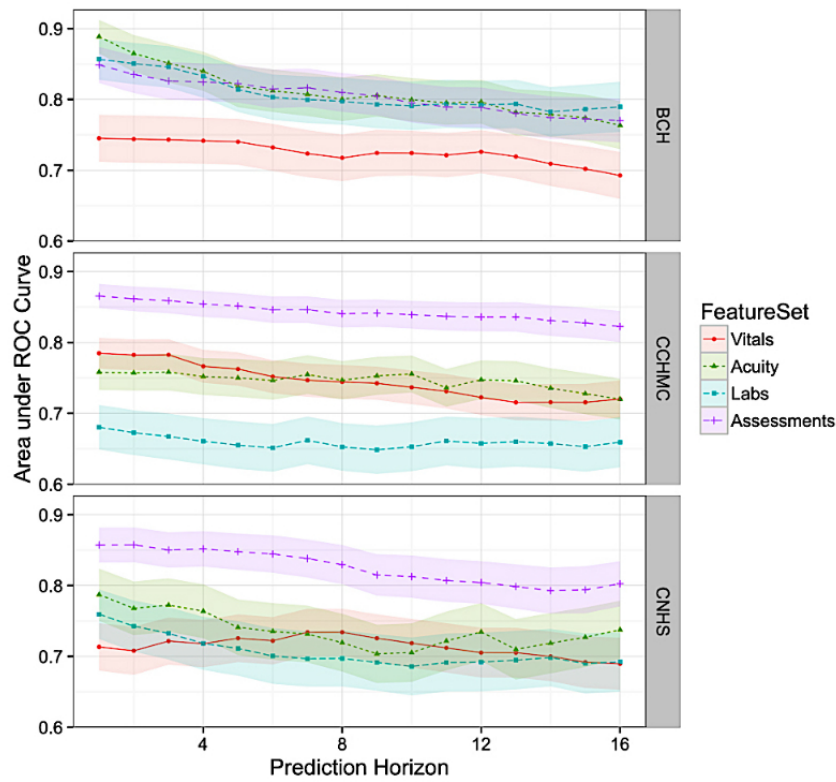 0.9
0.8
0.7
0.6
BCH
0.9
0.8
0.7
0.6
CCHMC
0.9
0.8
0.7
0.6
CNHS
Area under ROC Curve
4
8
12
16
Prediction Horizon
FeatureSet
Vitals
Acuity
Labs
Assessments